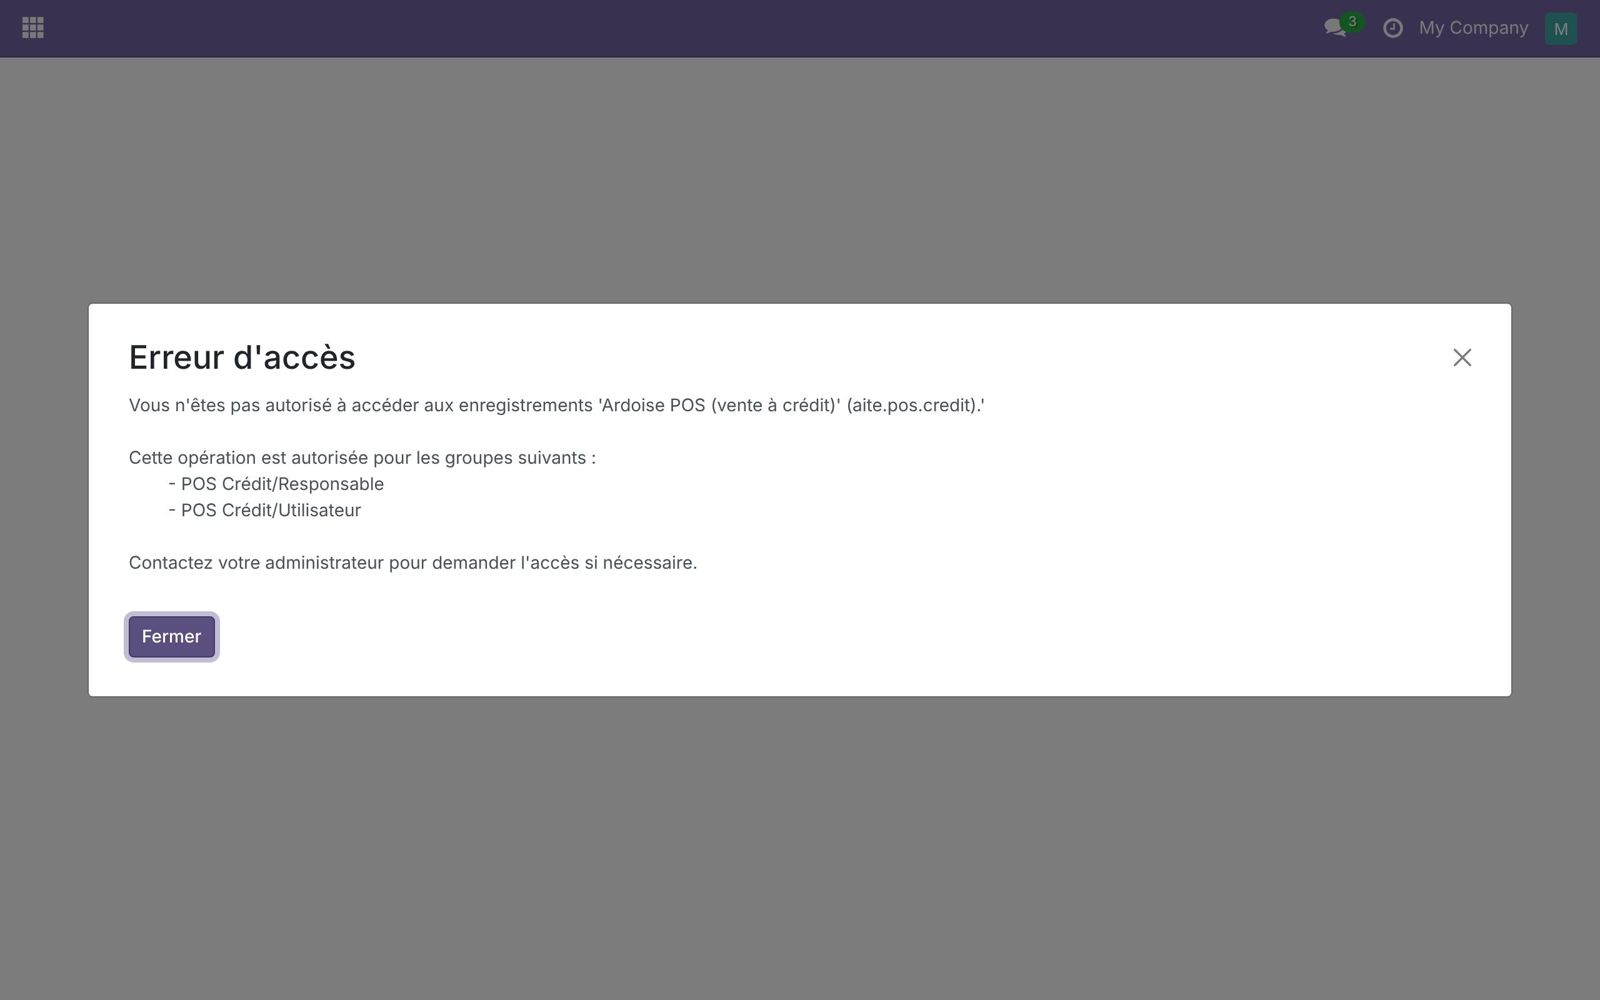 3
My Company
M
Erreur d'accès
Vous n'êtes pas autorisé à accéder aux enregistrements 'Ardoise POS (vente à crédit)' (aite.pos.credit).'
Cette opération est autorisée pour les groupes suivants :
- POS Crédit/Responsable
- POS Crédit/Utilisateur
Contactez votre administrateur pour demander l'accès si nécessaire.
Fermer